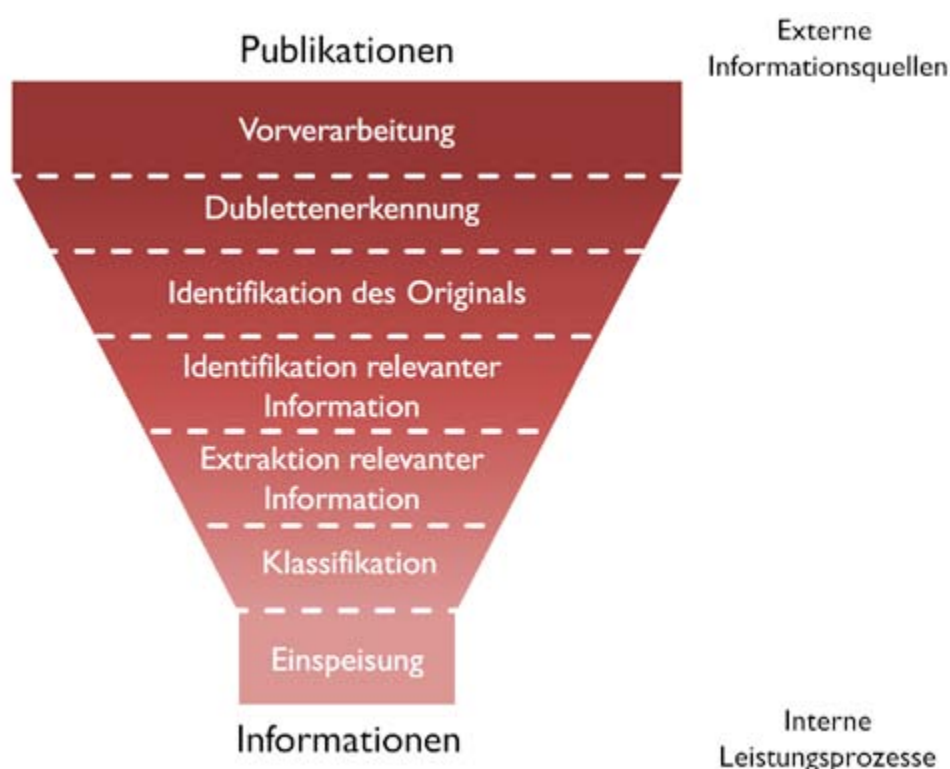 Publikationen
Externe
Informationsquellen
Vorverarbeitung
Dublettenerkennung
Identifikation des Originals
Identifikation relevanter
Information
Extraktion relevanter
Information
Klassifikation
Einspeisung
Informationen
Interne
Leistungsprozesse